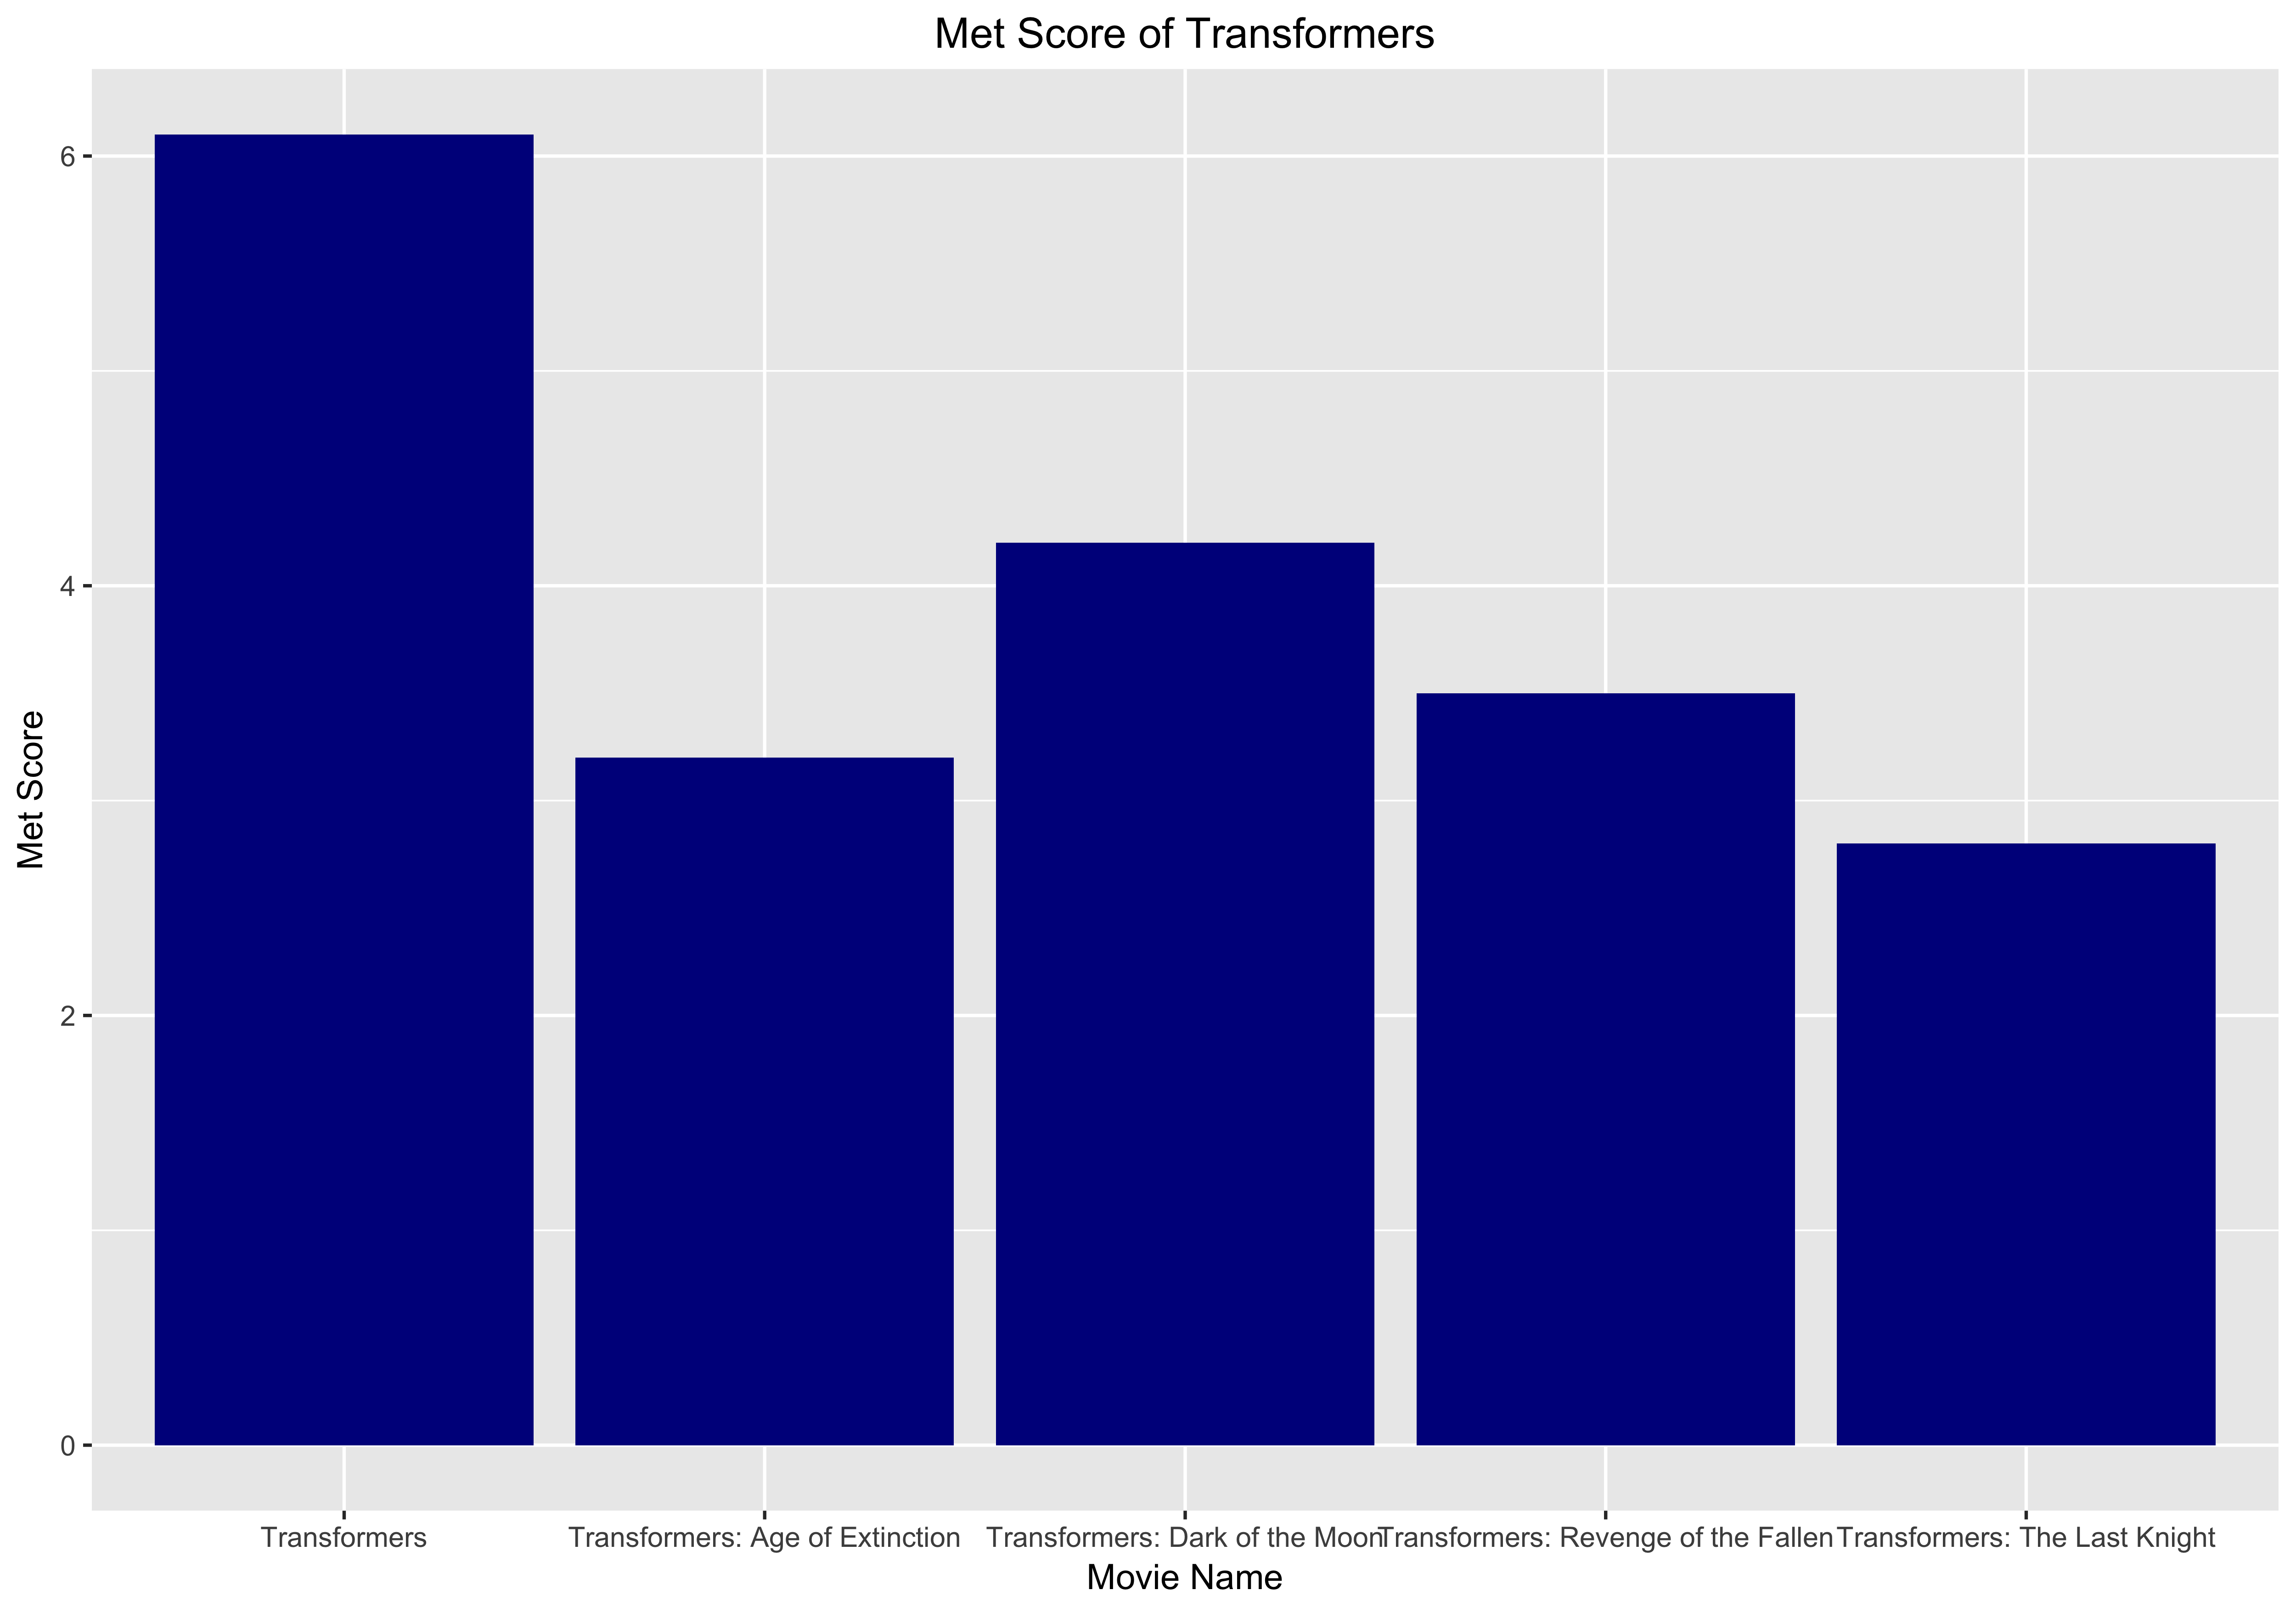 Met Score of Transformers
Met Score
6
4
2
0
Transformers
Transformers: Age of Extinction
Transformers: Dark of the Moon
Transformers: Revenge of the Fallen
Transformers: The Last Knight
Movie Name